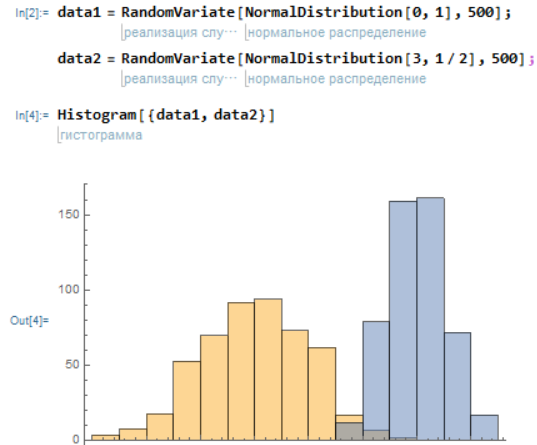 In[2]:= data1 = RandomVariate[NormalDistribution[0, 1], 500];
реализация слу⋯ нормальное распределение
data2 = RandomVariate[NormalDistribution[3, 1/2], 500];
реализация слу⋯ нормальное распределение
In[4]:= Histogram[{data1, data2}]
гистограмма
150
100
Out[4]=
50
0